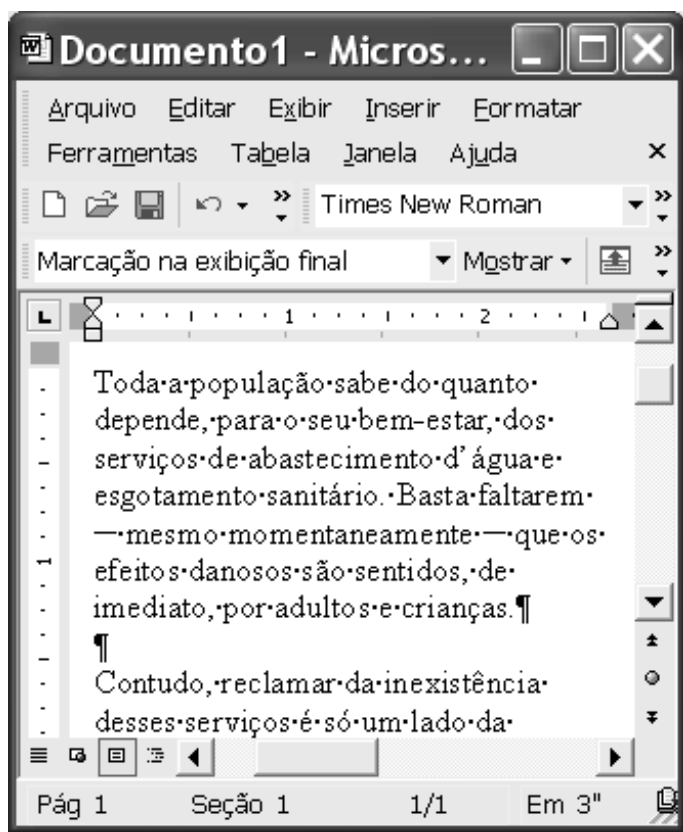 Documento1 - Micros...
Arquivo Editar Exibir Inserir Formatar
Ferramentas Tabela Janela Ajuda
Times New Roman
Marcação na exibição final Mostrar
1 2
Toda·a·população·sabe·do·quanto·
depende,·para·o·seu·bem-estar,·dos·
serviços·de·abastecimento·d’água·e·
esgotamento·sanitário.·Basta·faltarem·
—·mesmo·momentaneamente·—·que·os·
1
efeitos·danosos·são·sentidos,·de·
imediato,·por·adultos·e·crianças.¶
¶
Contudo,·reclamar·da·inexistência·
desses·serviços·é·só·um·lado·da·
Pág 1 Seção 1 1/1 Em 3"